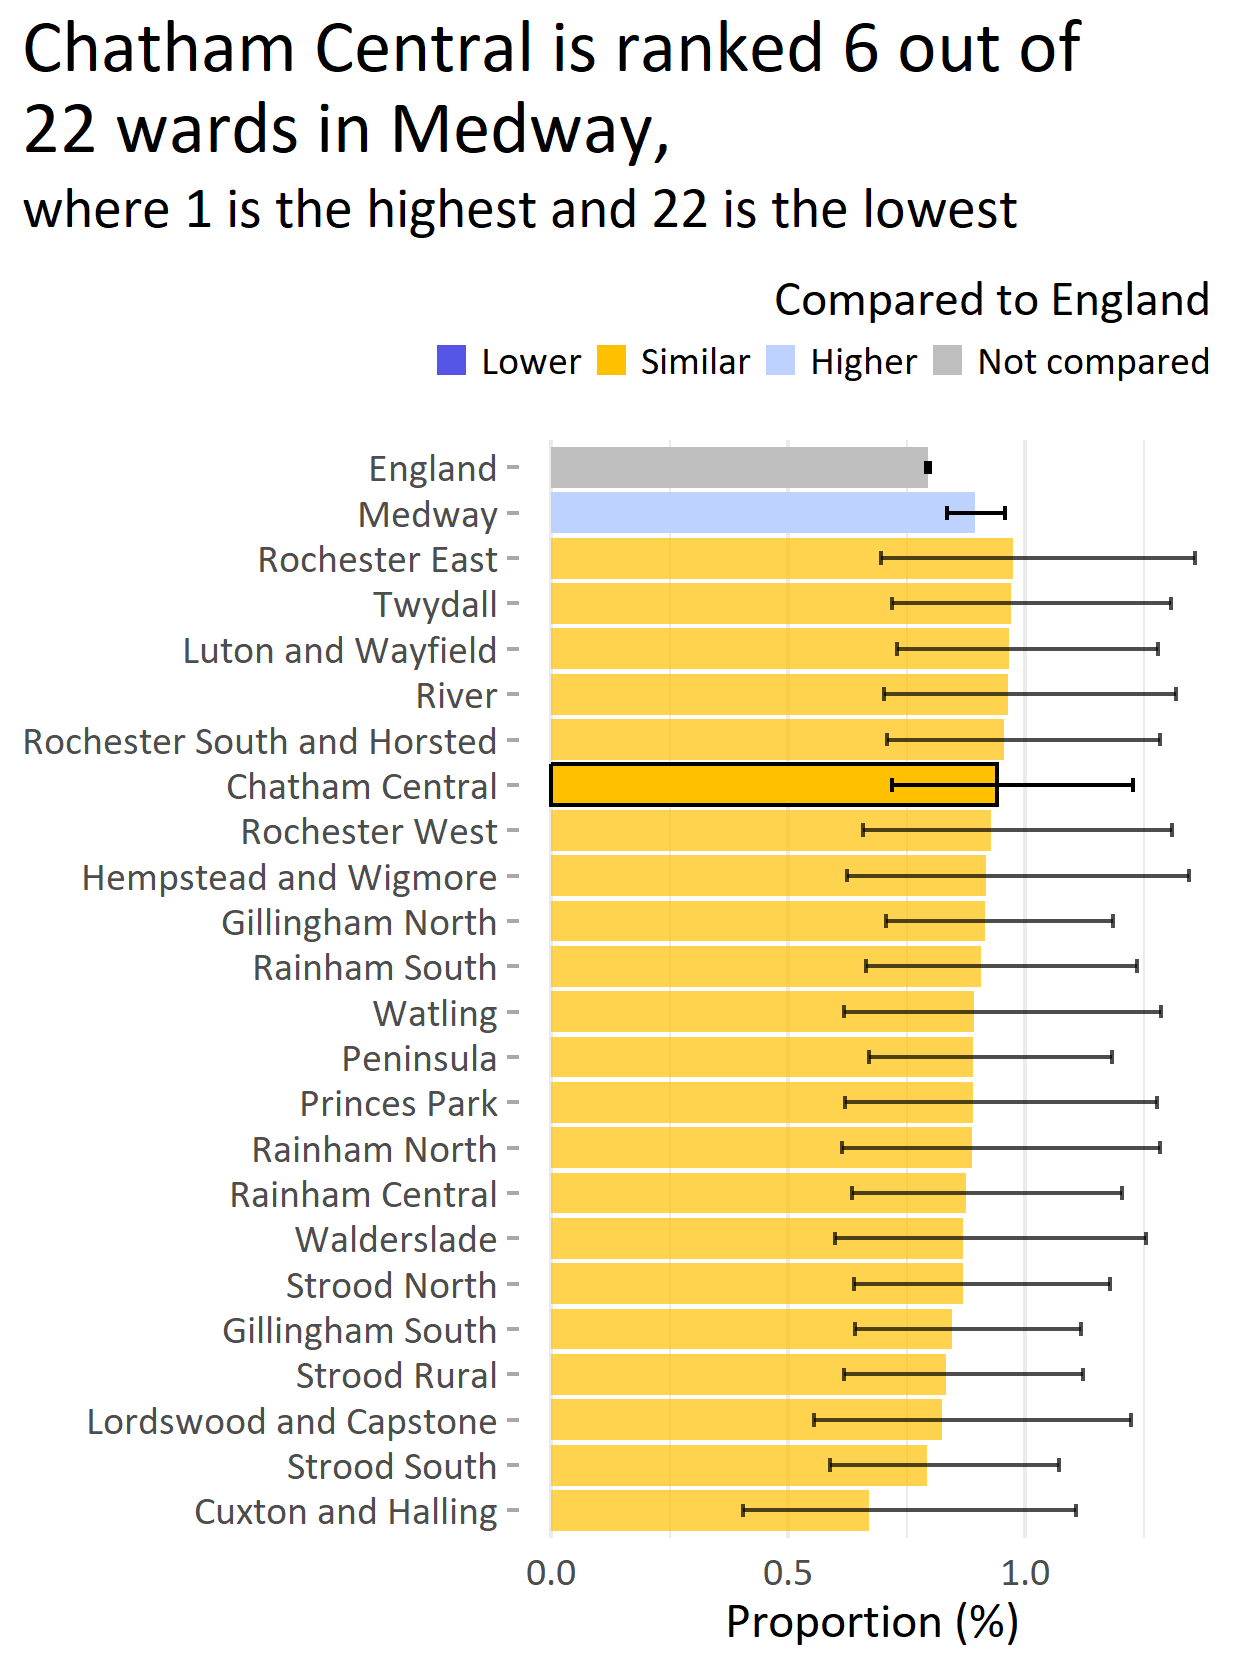 Chatham Central is ranked 6 out of
22 wards in Medway,
where 1 is the highest and 22 is the lowest
Compared to England
Lower Similar Higher Not compared
England
Medway
Rochester East
Twydall
Luton and Wayfield
River
Rochester South and Horsted
Chatham Central
Rochester West
Hempstead and Wigmore
Gillingham North
Rainham South
Watling
Peninsula
Princes Park
Rainham North
Rainham Central
Walderslade
Strood North
Gillingham South
Strood Rural
Lordswood and Capstone
Strood South
Cuxton and Halling
0.0 0.5 1.0
Proportion (%)